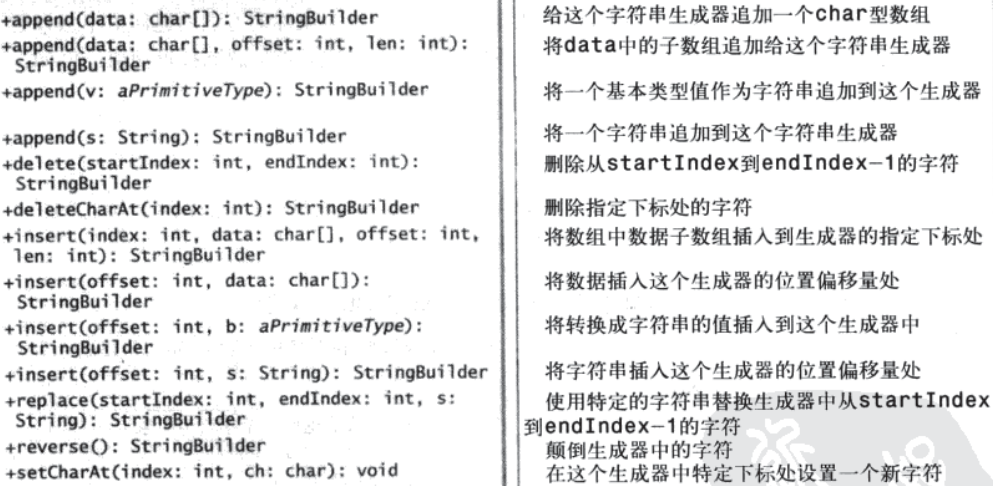 +append(data: char[]): StringBuilder
给这个字符串生成器追加一个char型数组
+append(data: char[], offset: int, len: int):
StringBuilder
将data中的子数组追加给这个字符串生成器
+append(v: aPrimitiveType): StringBuilder
将一个基本类型值作为字符串追加到这个生成器
+append(s: String): StringBuilder
将一个字符串追加到这个字符串生成器
+delete(startIndex: int, endIndex: int):
StringBuilder
删除从startIndex到endIndex-1的字符
+deleteCharAt(index: int): StringBuilder
删除指定下标处的字符
+insert(index: int, data: char[], offset: int,
len: int): StringBuilder
将数组中数据子数组插入到生成器的指定下标处
+insert(offset: int, data: char[]):
StringBuilder
将数据插入这个生成器的位置偏移量处
+insert(offset: int, b: aPrimitiveType):
StringBuilder
将转换成字符串的值插入到这个生成器中
+insert(offset: int, s: String): StringBuilder
将字符串插入这个生成器的位置偏移量处
+replace(startIndex: int, endIndex: int, s:
String): StringBuilder
使用特定的字符串替换生成器中从startIndex
到endIndex-1的字符
+reverse(): StringBuilder
颠倒生成器中的字符
+setCharAt(index: int, ch: char): void
在这个生成器中特定下标处设置一个新字符